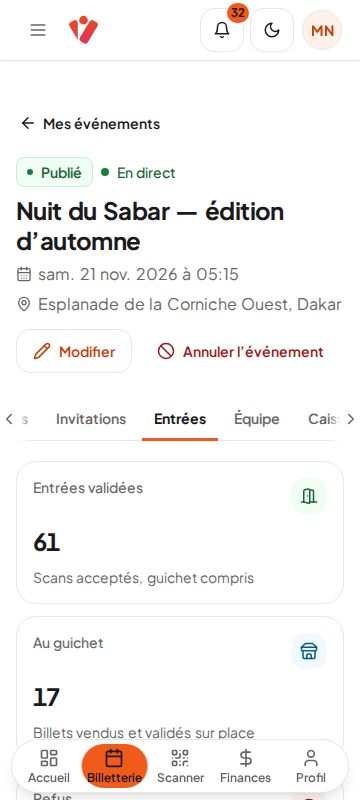 32
MN
Mes événements
Publié
En direct
Nuit du Sabar — édition
d’automne
sam. 21 nov. 2026 à 05:15
Esplanade de la Corniche Ouest, Dakar
Modifier
Annuler l’événement
s Invitations Entrées Équipe Cais
Entrées validées
61
Scans acceptés, guichet compris
Au guichet
17
Billets vendus et validés sur place
Accueil Billetterie Scanner Finances Profil
Refus